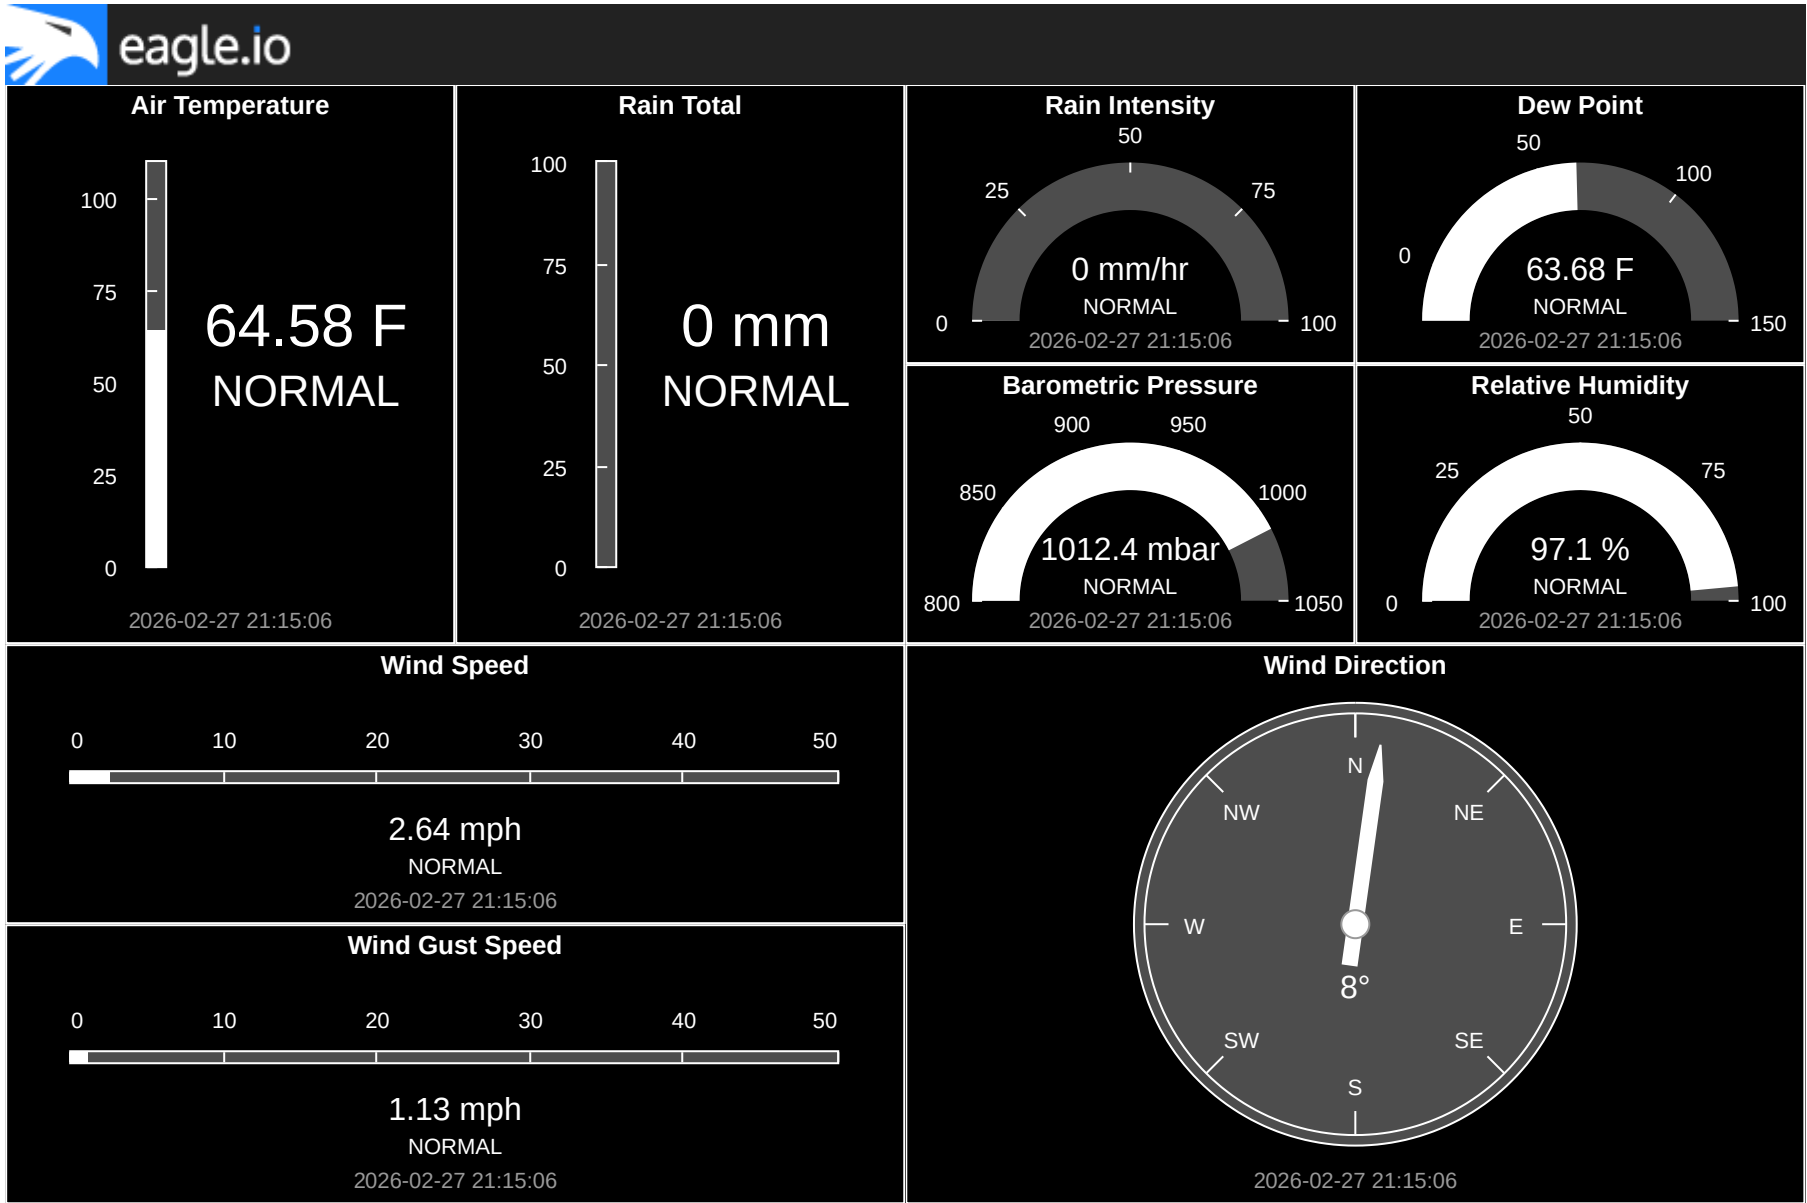 eagle.io
Air Temperature
100
75
50
25
0
64.58 F
NORMAL
2026-02-27 21:15:06
Rain Total
100
75
50
25
0
0 mm
NORMAL
2026-02-27 21:15:06
Rain Intensity
50
25
75
0
100
0 mm/hr
NORMAL
2026-02-27 21:15:06
Dew Point
50
100
0
150
63.68 F
NORMAL
2026-02-27 21:15:06
Barometric Pressure
900
950
850
1000
800
1050
1012.4 mbar
NORMAL
2026-02-27 21:15:06
Relative Humidity
50
25
75
0
100
97.1 %
NORMAL
2026-02-27 21:15:06
Wind Speed
0 10 20 30 40 50
2.64 mph
NORMAL
2026-02-27 21:15:06
Wind Gust Speed
0 10 20 30 40 50
1.13 mph
NORMAL
2026-02-27 21:15:06
Wind Direction
N
NW
NE
W
E
8°
SW
SE
S
2026-02-27 21:15:06